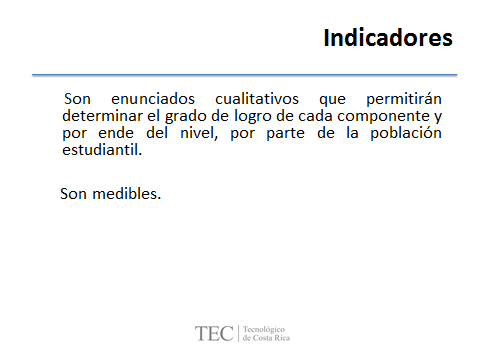 Indicadores
Son enunciados cualitativos que permitirán
determinar el grado de logro de cada componente y
por ende del nivel, por parte de la población
estudiantil.
Son medibles.
TEC | Tecnológico
de Costa Rica